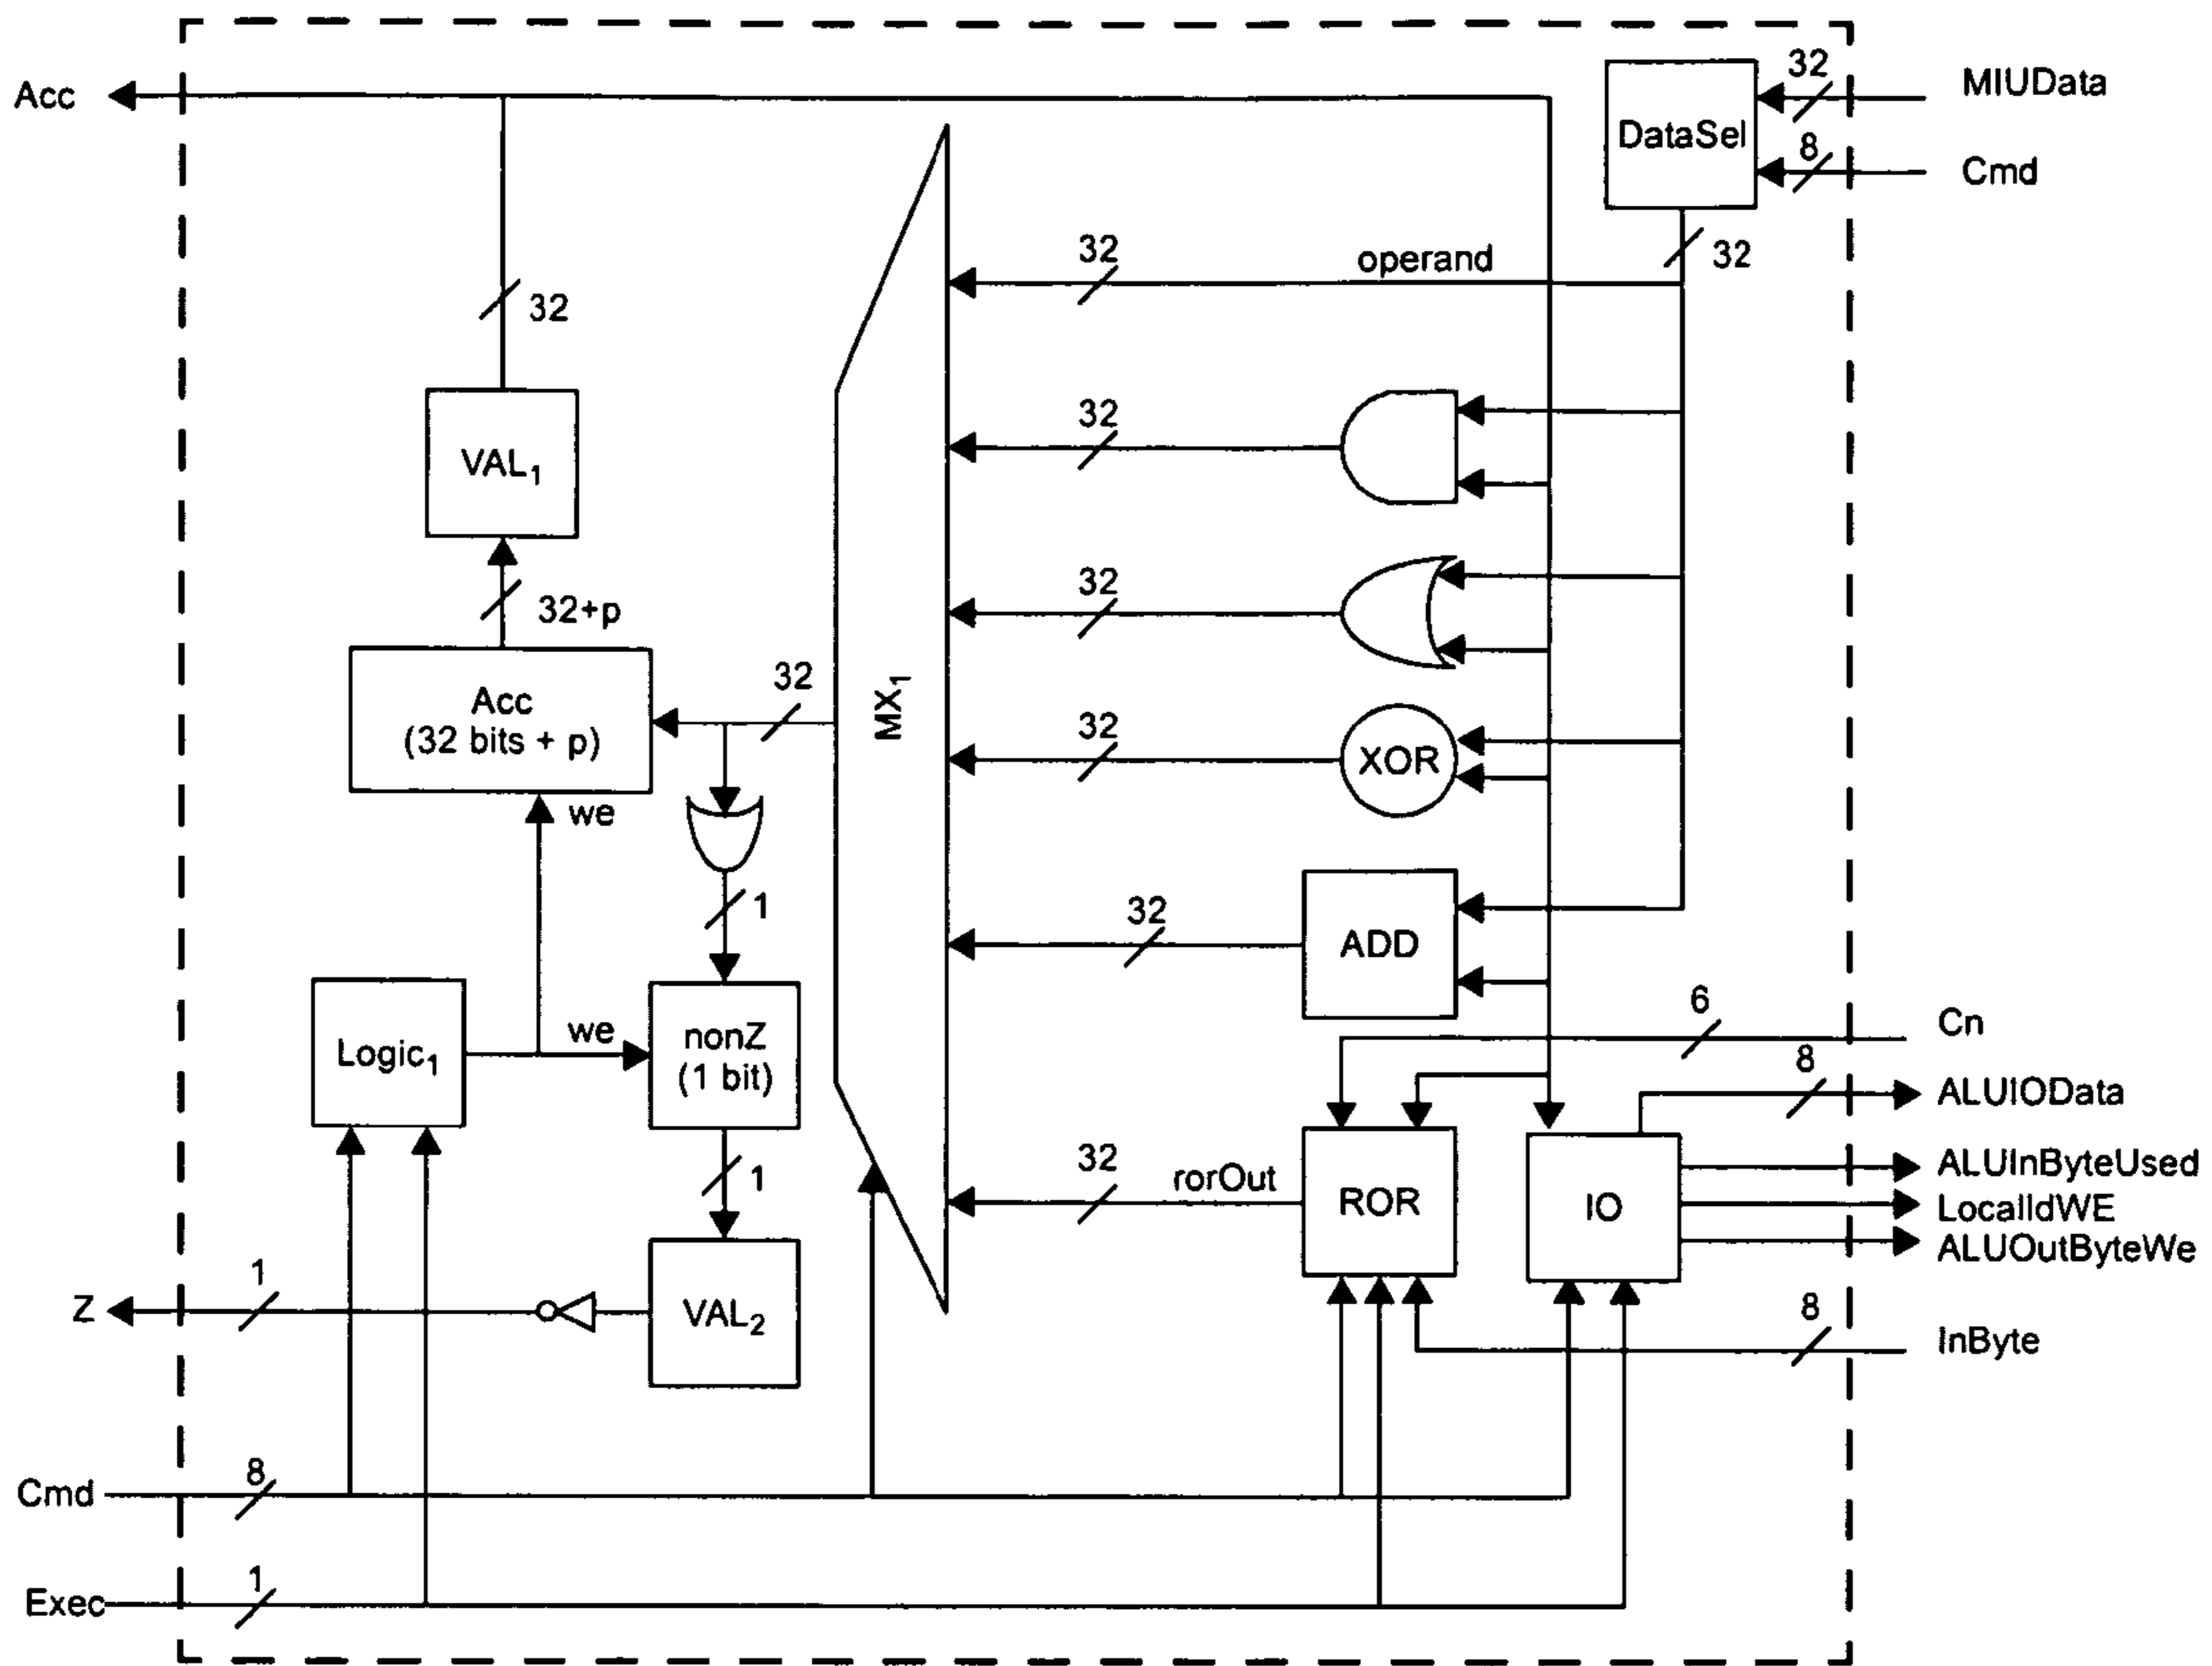 Acc
32
MIUData
DataSel
8
Cmd
32
operand
32
32
VAL1
32
32+p
32
Acc
(32 bits + p)
we
32
MX1
32
XOR
1
32
ADD
Logic1
we
nonZ
(1 bit)
6
Cn
8
ALUIOData
1
32
rorOut
ROR
IO
ALUInByteUsed
LocalIdWE
ALUOutByteWe
1
Z
VAL2
8
InByte
Cmd
8
Exec
1
32